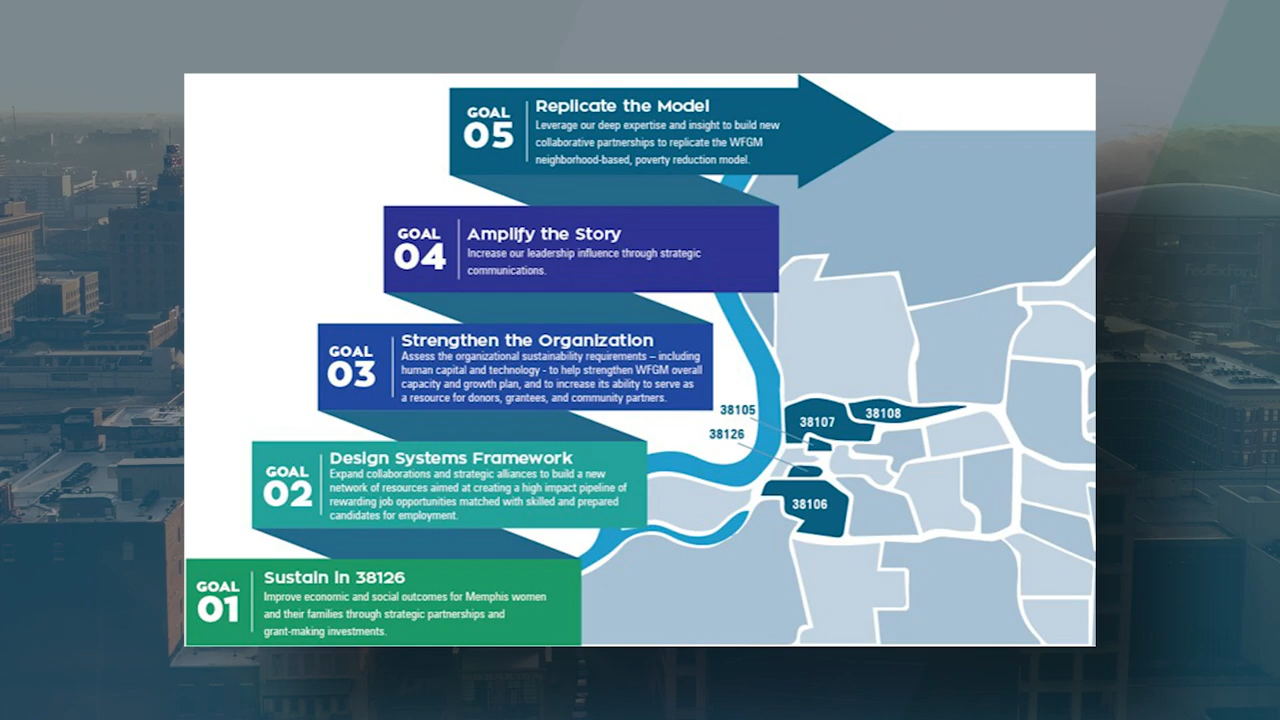 GOAL
05
Replicate the Model
Leverage our deep expertise and insight to build new
collaborative partnerships to replicate the WFGM
neighborhood-based, poverty reduction model.
GOAL
04
Amplify the Story
Increase our leadership influence through strategic
communications.
GOAL
03
Strengthen the Organization
Assess the organizational sustainability requirements – including
human capital and technology - to help strengthen WFGM overall
capacity and growth plan, and to increase its ability to serve as
a resource for donors, grantees, and community partners.
GOAL
02
Design Systems Framework
Expand collaborations and strategic alliances to build a new
network of resources aimed at creating a high impact pipeline of
rewarding job opportunities matched with skilled and prepared
candidates for employment.
GOAL
01
Sustain in 38126
Improve economic and social outcomes for Memphis women
and their families through strategic partnerships and
grant-making investments.
38105
38126
38107
38108
38106
FedExForum